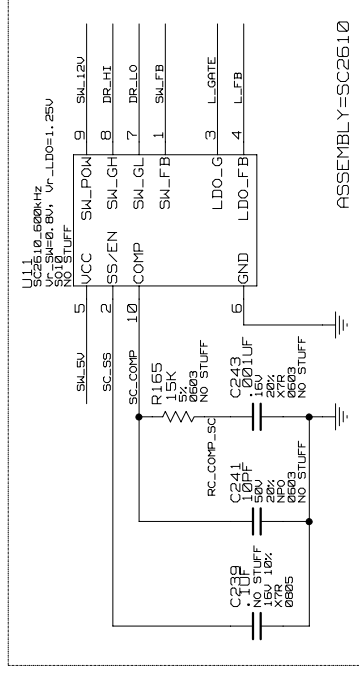 U11
SC2610_600kHz
Vr_SW=0.8V, Vr_LDO=1.25V
SO10
NO STUFF
SW_5V 5 VCC SW_POW 9 SW_12V
SC_SS 2 SS/EN SW_GH 8 DR_HI
SC_COMP 10 COMP SW_GL 7 DR_LO
SW_FB 1 SW_FB
LDO_G 3 L_GATE
6 GND LDO_FB 4 L_FB
R165
15K
5%
0603
NO STUFF
RC_COMP_SC
C239
.1UF
NO STUFF
16V 10%
X7R
0805
C241
10PF
50V
20%
NPO
0603
NO STUFF
C243
.001UF
16V
20%
X7R
0603
NO STUFF
ASSEMBLY=SC2610